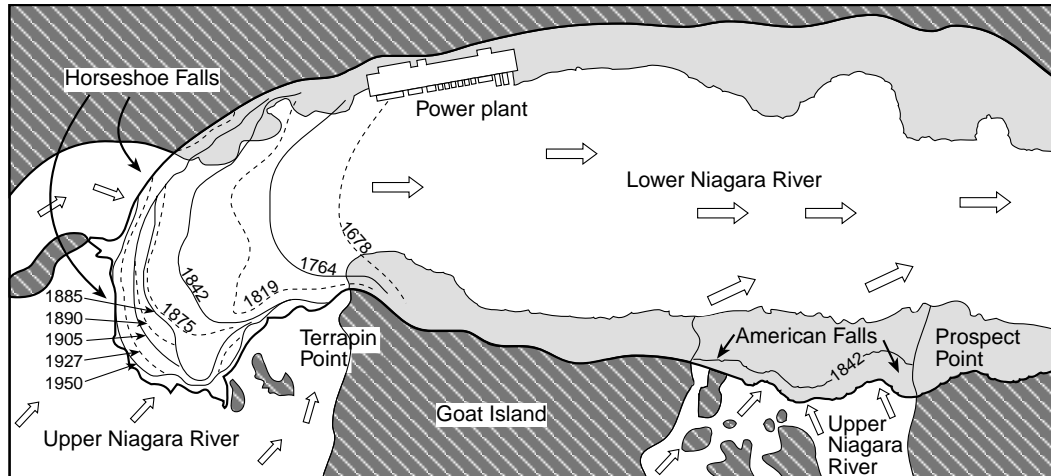 Horseshoe Falls
Power plant
Lower Niagara River
1678
1764
1842
1819
1885
1890
1875
1905
1927
1950
Terrapin
Point
American Falls
Prospect
Point
1842
Goat Island
Upper Niagara River
Upper
Niagara
River